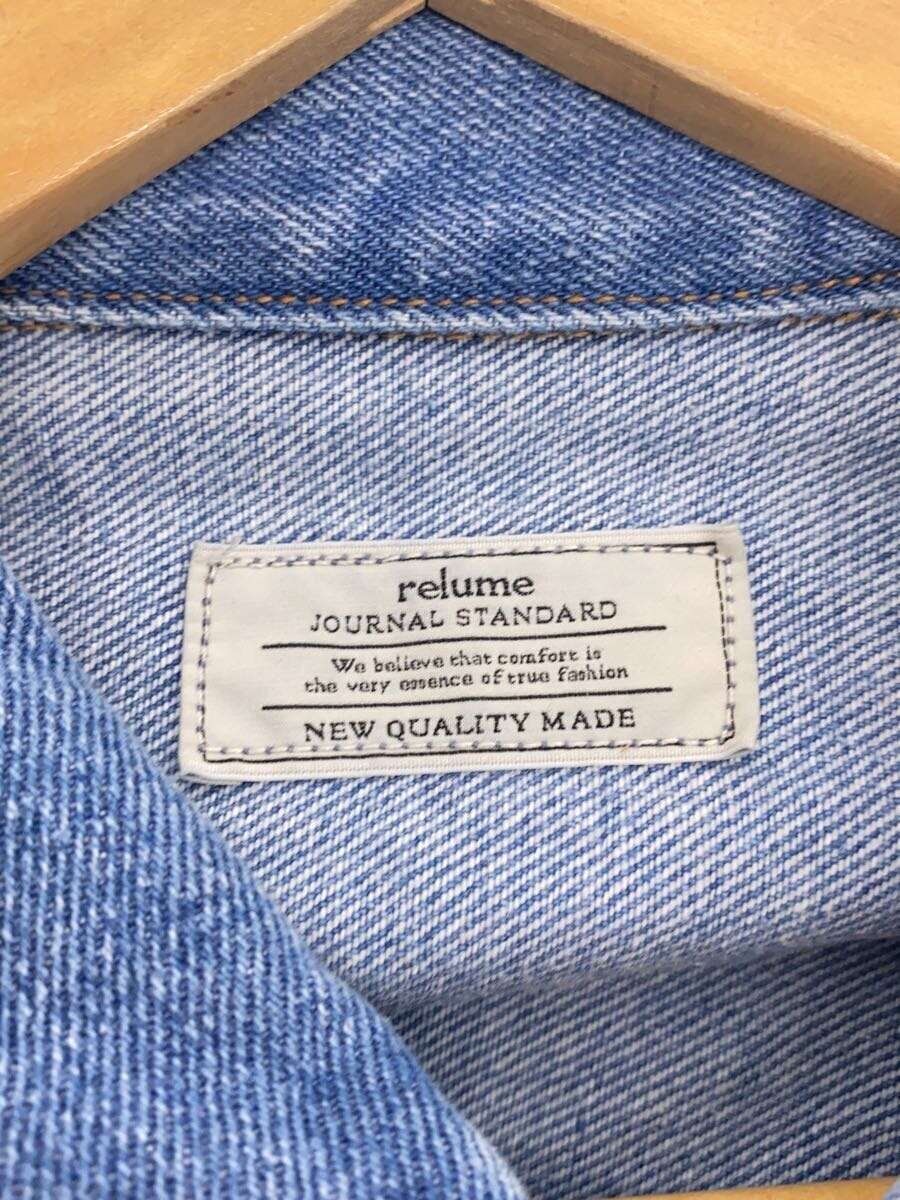 relume
JOURNAL STANDARD
We believe that comfort is
the very essence of true fashion
NEW QUALITY MADE